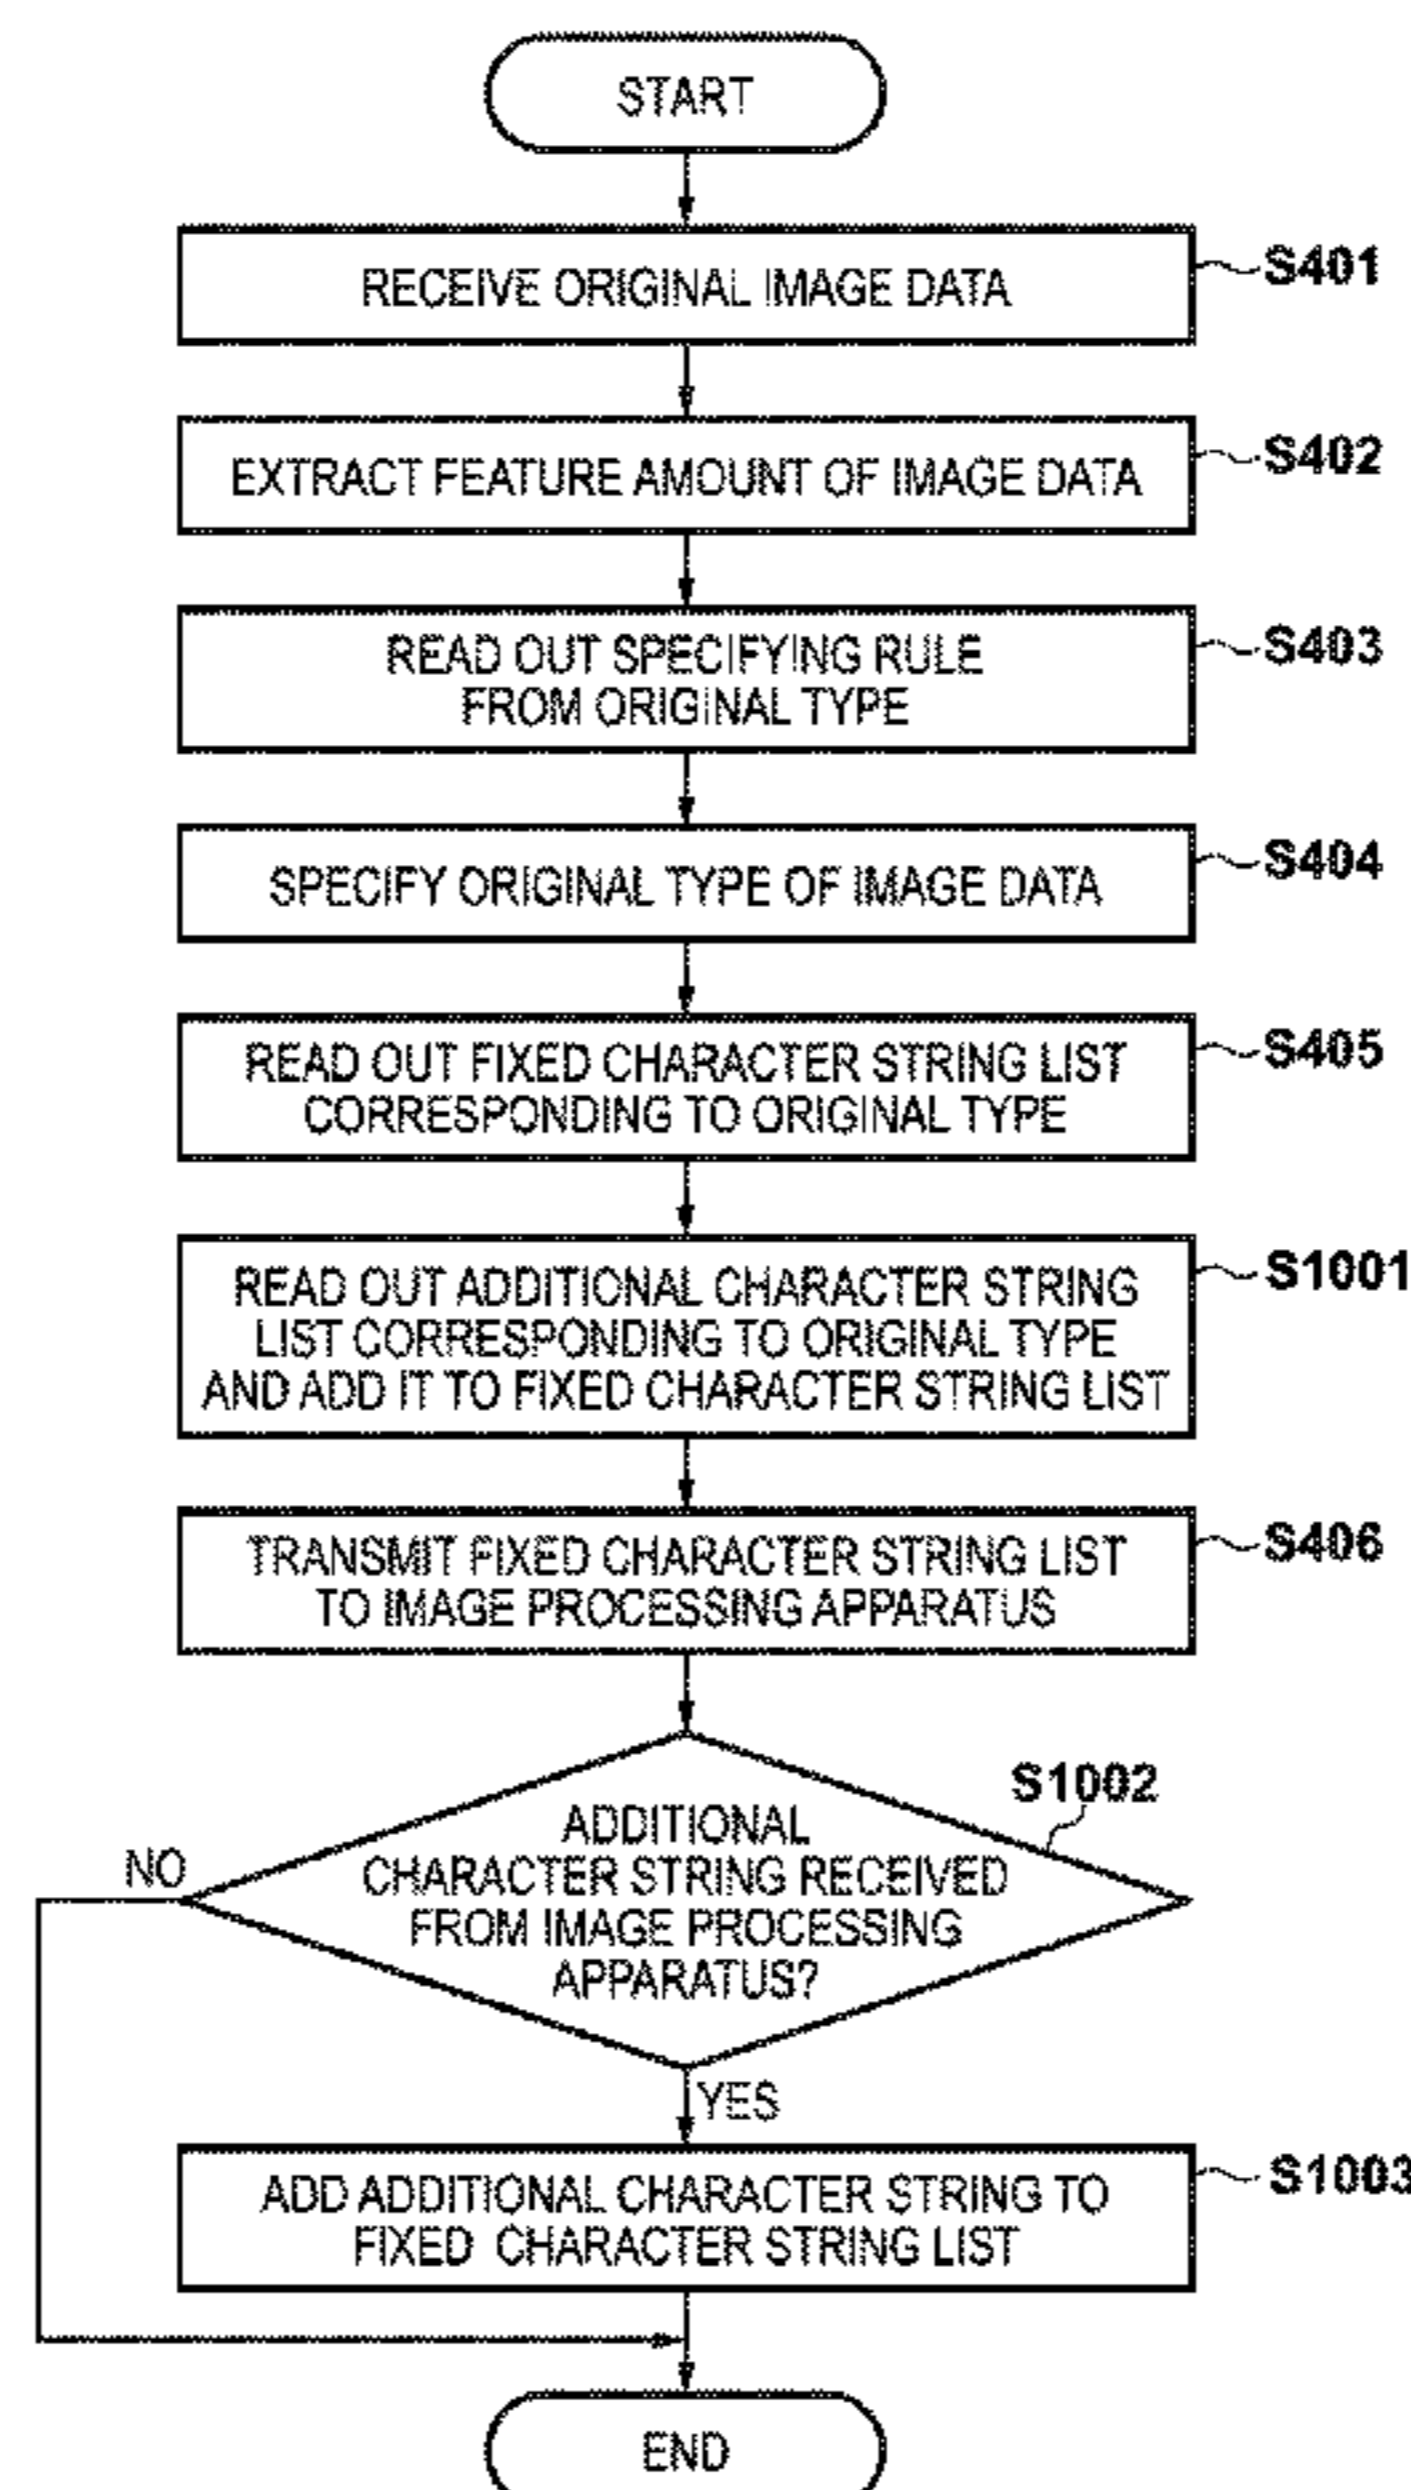 START
RECEIVE ORIGINAL IMAGE DATA
S401
EXTRACT FEATURE AMOUNT OF IMAGE DATA
S402
READ OUT SPECIFYING RULE
FROM ORIGINAL TYPE
S403
SPECIFY ORIGINAL TYPE OF IMAGE DATA
S404
READ OUT FIXED CHARACTER STRING LIST
CORRESPONDING TO ORIGINAL TYPE
S405
READ OUT ADDITIONAL CHARACTER STRING
LIST CORRESPONDING TO ORIGINAL TYPE
AND ADD IT TO FIXED CHARACTER STRING LIST
S1001
TRANSMIT FIXED CHARACTER STRING LIST
TO IMAGE PROCESSING APPARATUS
S406
S1002
ADDITIONAL
CHARACTER STRING RECEIVED
FROM IMAGE PROCESSING
APPARATUS?
NO
YES
ADD ADDITIONAL CHARACTER STRING TO
FIXED CHARACTER STRING LIST
S1003
END